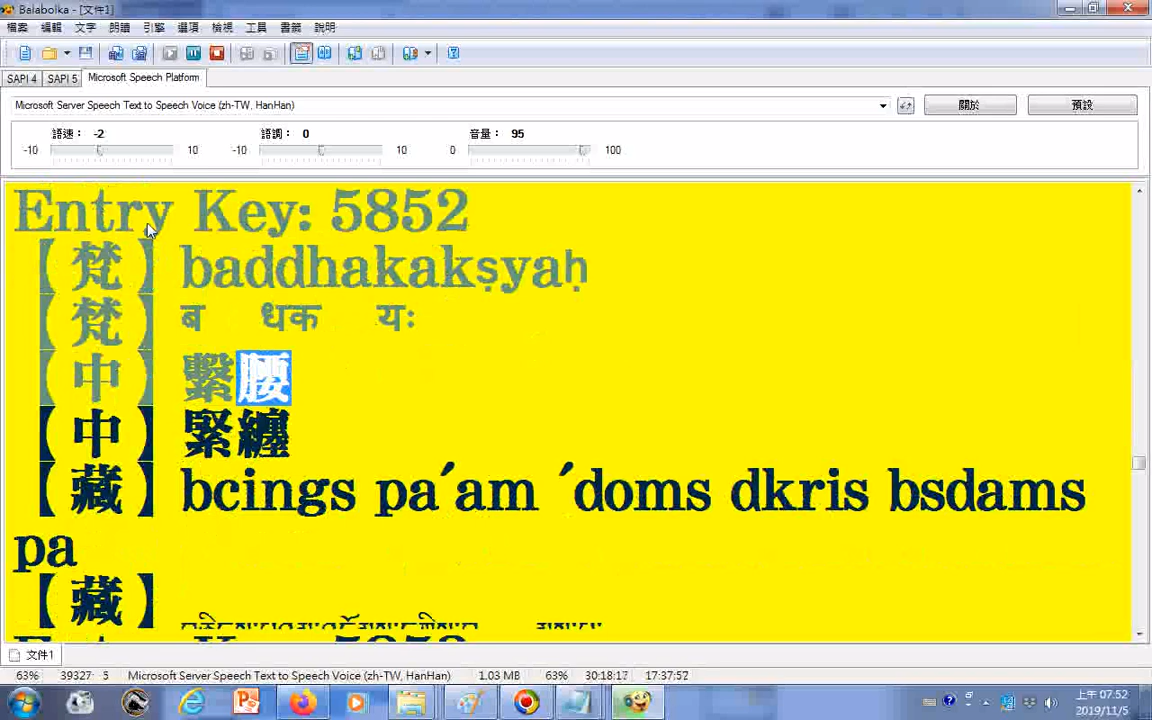 Balabolka - [文件1]
檔案 編輯 文字 朗讀 引擎 選項 檢視 工具 書籤 說明
SAPI 4 SAPI 5 Microsoft Speech Platform
Microsoft Server Speech Text to Speech Voice (zh-TW, HanHan) 關於 預設
語速： -2 語調： 0 音量： 95
-10 10 -10 10 0 100
Entry Key: 5852
【梵】 baddhakakṣyaḥ
【梵】 ब धक यः
【中】 繫腰
【中】 緊纏
【藏】 bcings pa´am ´doms dkris bsdams
pa
【藏】
文件1
63% 39327 5 Microsoft Server Speech Text to Speech Voice (zh-TW, HanHan) 1.03 MB 63% 30:18:17 17:37:52
上午 07:52
2019/11/5